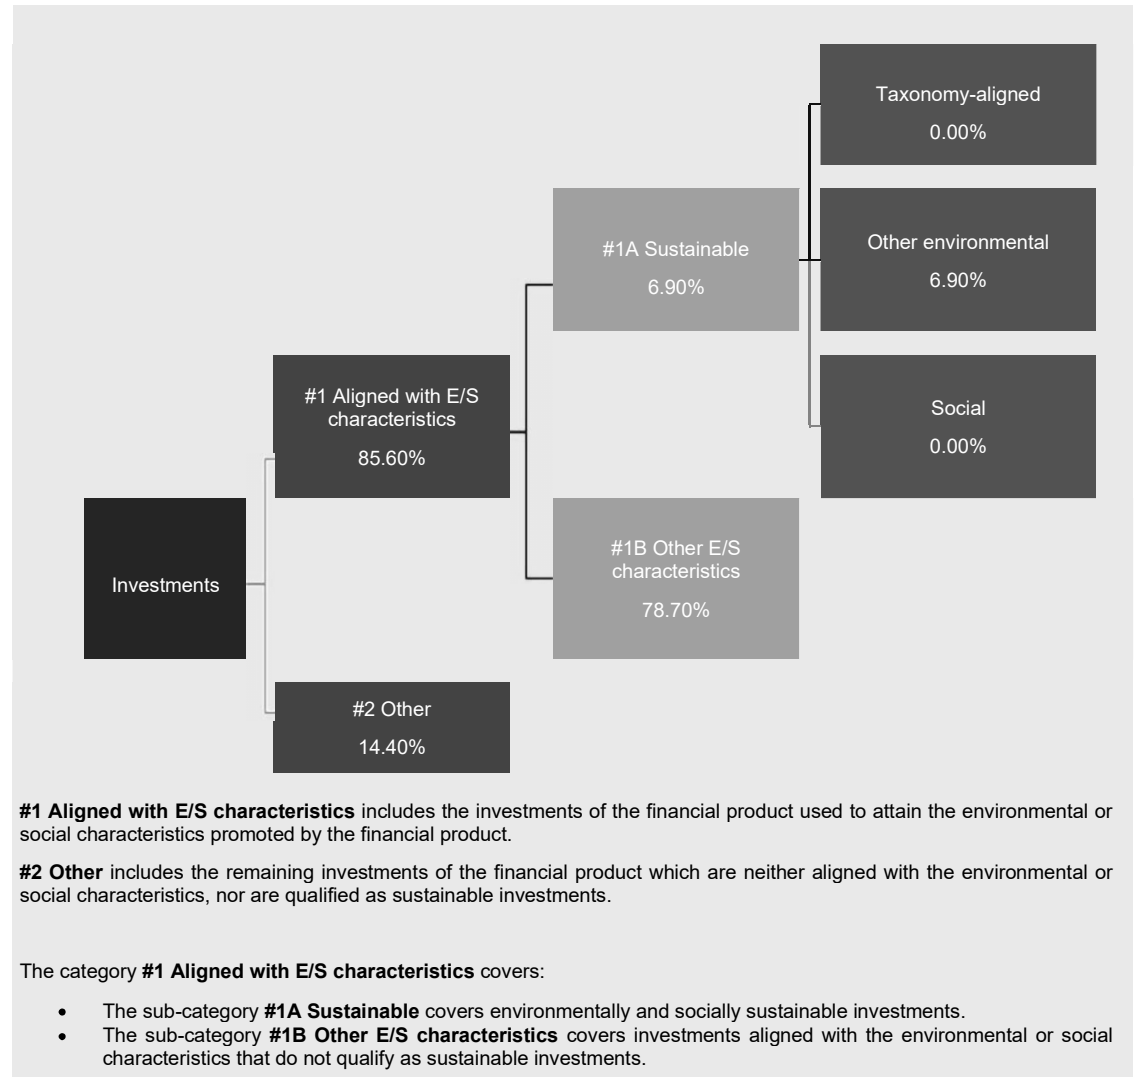 Taxonomy-aligned
0.00%
#1A Sustainable
6.90%
Other environmental
6.90%
#1 Aligned with E/S
characteristics
85.60%
Social
0.00%
Investments
#1B Other E/S
characteristics
78.70%
#2 Other
14.40%
#1 Aligned with E/S characteristics includes the investments of the financial product used to attain the environmental or
social characteristics promoted by the financial product.
#2 Other includes the remaining investments of the financial product which are neither aligned with the environmental or
social characteristics, nor are qualified as sustainable investments.
The category #1 Aligned with E/S characteristics covers:
• The sub-category #1A Sustainable covers environmentally and socially sustainable investments.
• The sub-category #1B Other E/S characteristics covers investments aligned with the environmental or social
characteristics that do not qualify as sustainable investments.